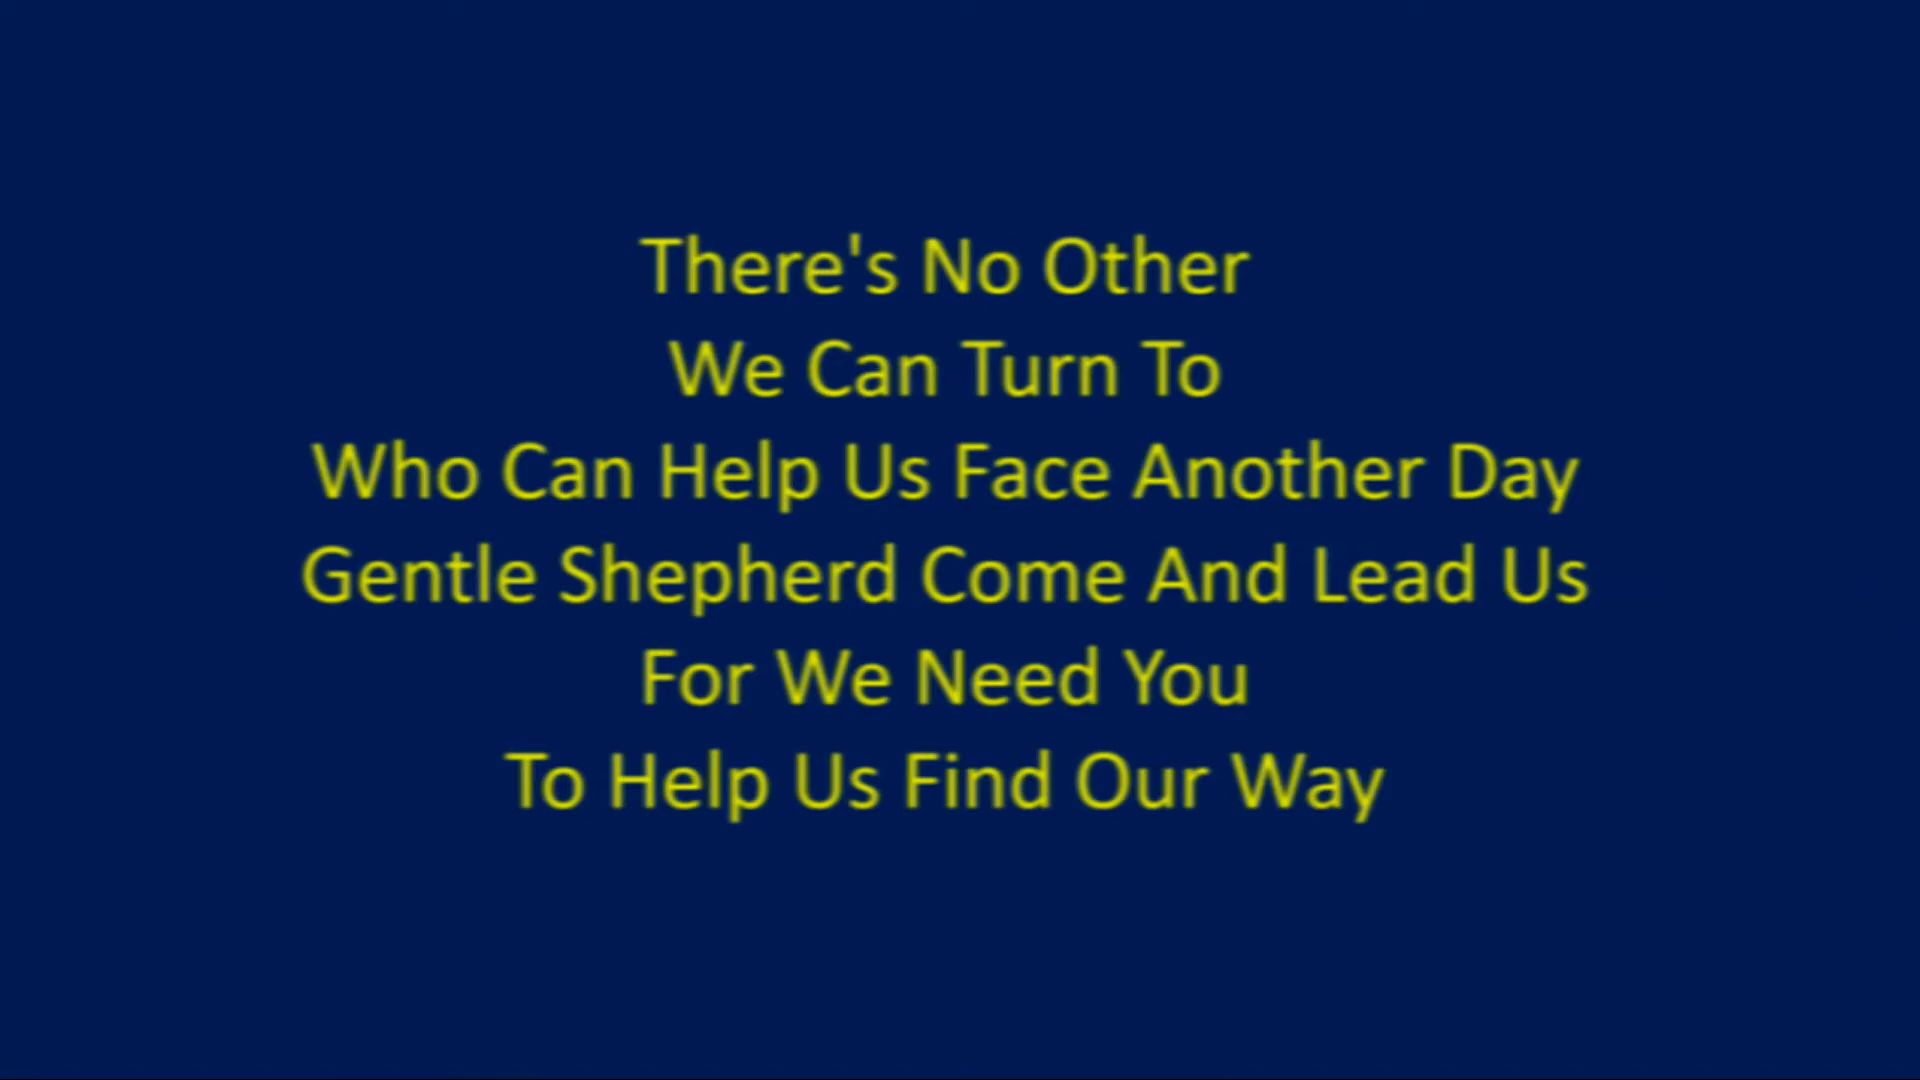 There's No Other
We Can Turn To
Who Can Help Us Face Another Day
Gentle Shepherd Come And Lead Us
For We Need You
To Help Us Find Our Way